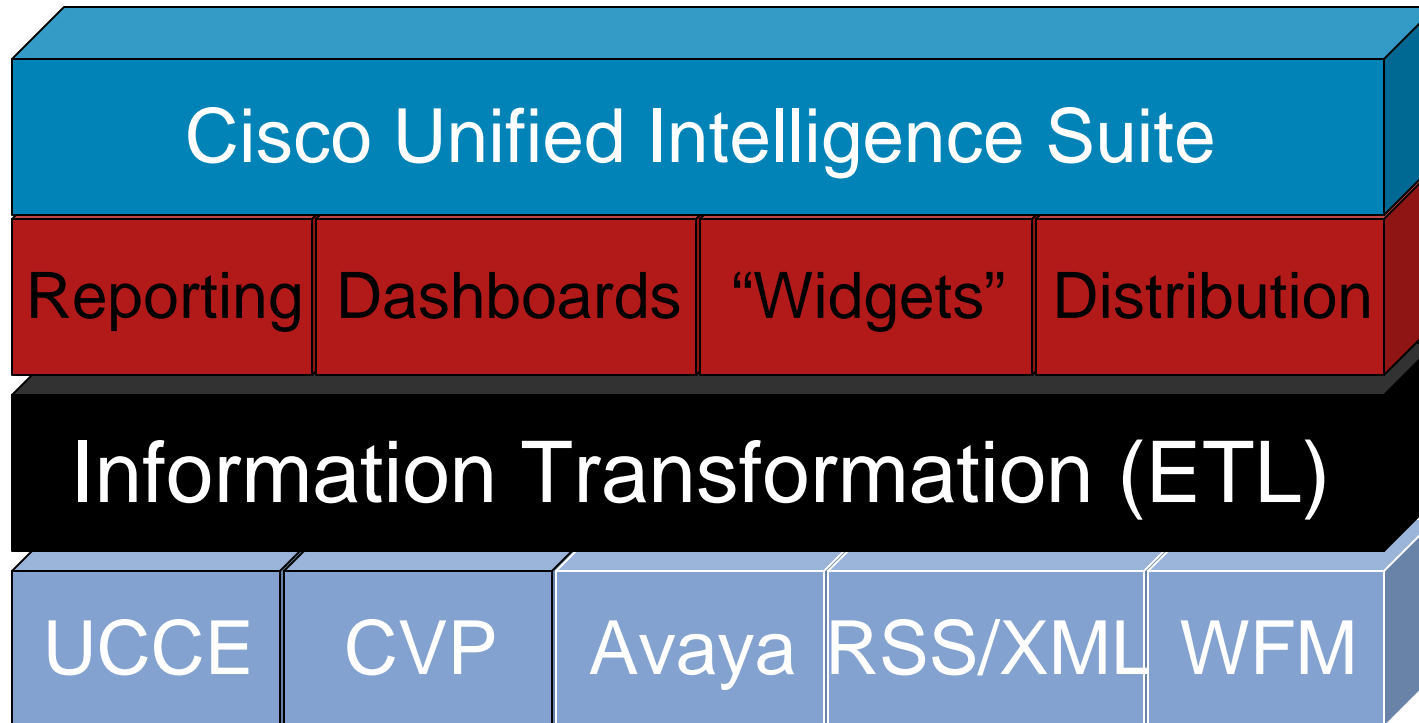 Cisco Unified Intelligence Suite
Reporting Dashboards “Widgets” Distribution
Information Transformation (ETL)
UCCE CVP Avaya RSS/XML WFM